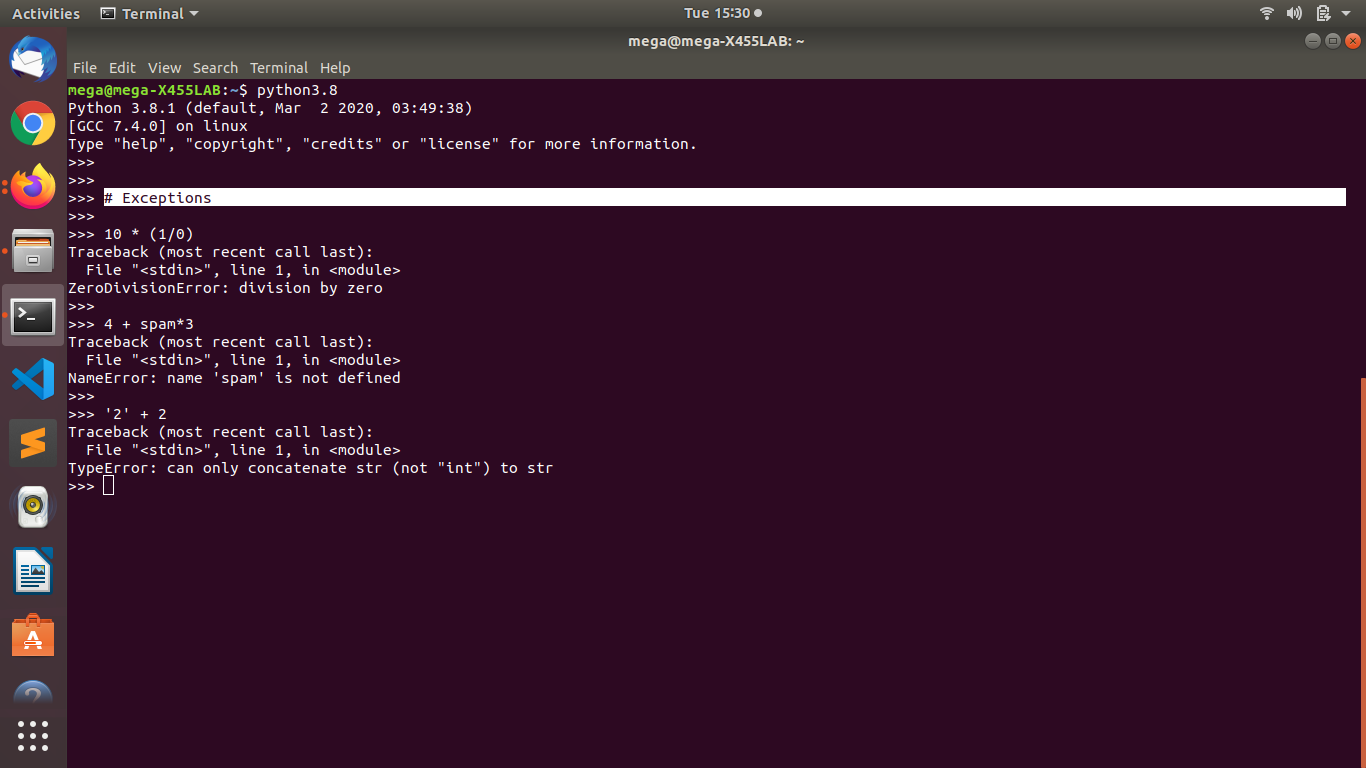 Activities Terminal Tue 15:30
mega@mega-X455LAB: ~
File Edit View Search Terminal Help
mega@mega-X455LAB:~$ python3.8
Python 3.8.1 (default, Mar  2 2020, 03:49:38)
[GCC 7.4.0] on linux
Type "help", "copyright", "credits" or "license" for more information.
>>>
>>>
>>> # Exceptions
>>>
>>> 10 * (1/0)
Traceback (most recent call last):
  File "<stdin>", line 1, in <module>
ZeroDivisionError: division by zero
>>>
>>> 4 + spam*3
Traceback (most recent call last):
  File "<stdin>", line 1, in <module>
NameError: name 'spam' is not defined
>>>
>>> '2' + 2
Traceback (most recent call last):
  File "<stdin>", line 1, in <module>
TypeError: can only concatenate str (not "int") to str
>>>